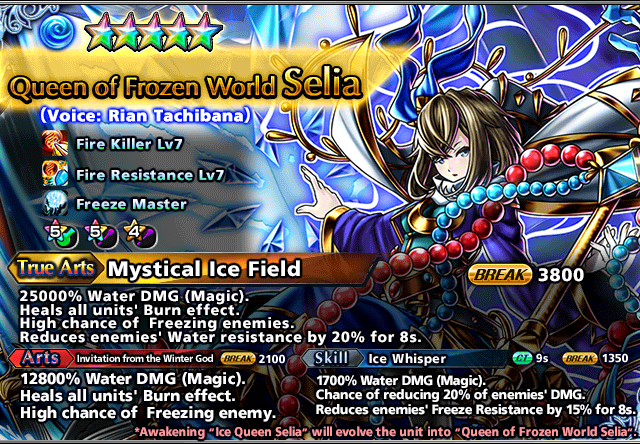 Queen of Frozen World Selia
(Voice: Rian Tachibana)
Fire Killer Lv7
Fire Resistance Lv7
Freeze Master
5 5 4
True Arts Mystical Ice Field BREAK 3800
25000% Water DMG (Magic).
Heals all units' Burn effect.
High chance of Freezing enemies.
Reduces enemies' Water resistance by 20% for 8s.
Arts Invitation from the Winter God BREAK 2100
12800% Water DMG (Magic).
Heals all units' Burn effect.
High chance of Freezing enemy.
Skill Ice Whisper CT 9s BREAK 1350
1700% Water DMG (Magic).
Chance of reducing 20% of enemies' DMG.
Reduces enemies' Freeze Resistance by 15% for 8s.
*Awakening "Ice Queen Selia" will evolve the unit into "Queen of Frozen World Selia".